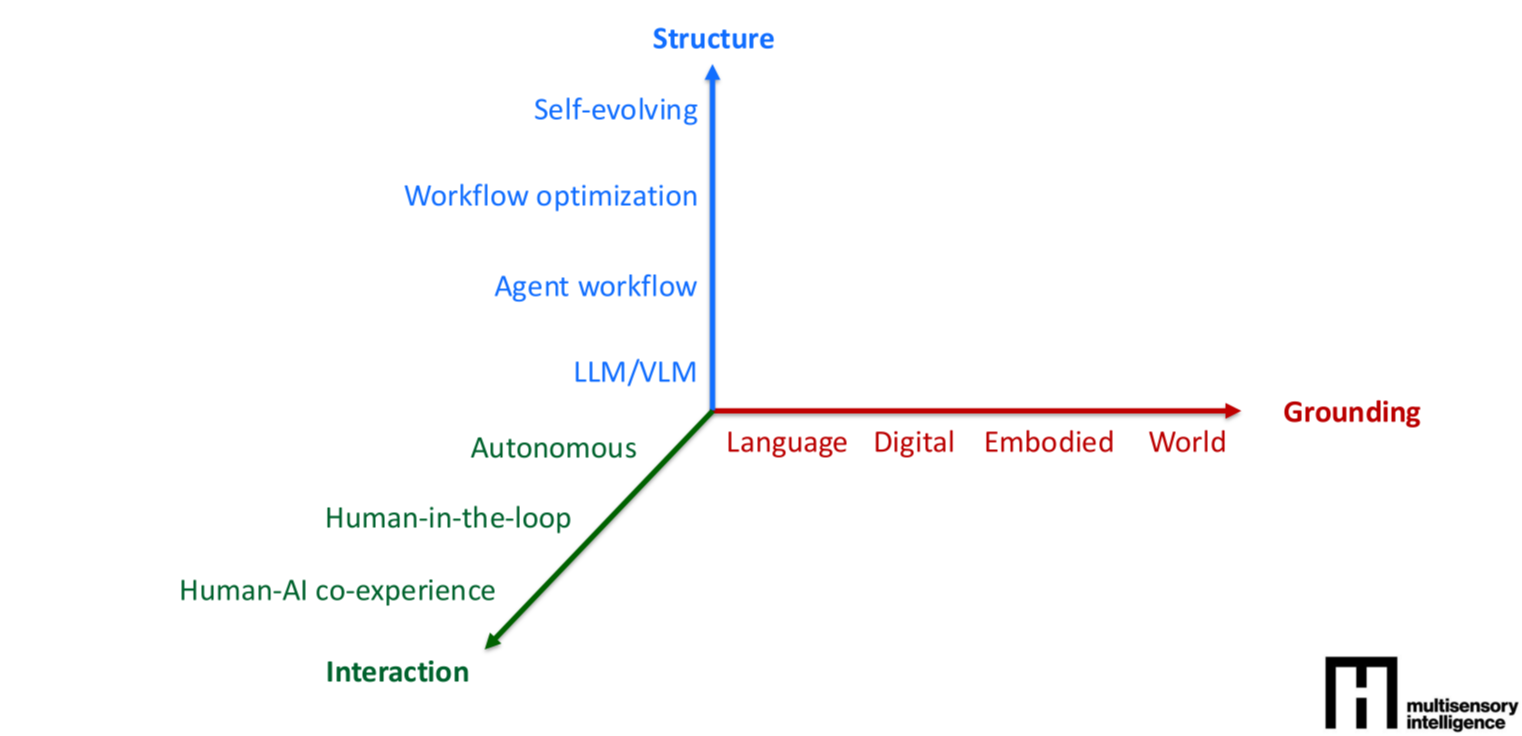 Structure
Self-evolving
Workflow optimization
Agent workflow
LLM/VLM
Grounding
Language Digital Embodied World
Autonomous
Human-in-the-loop
Human-AI co-experience
Interaction
multisensory
intelligence